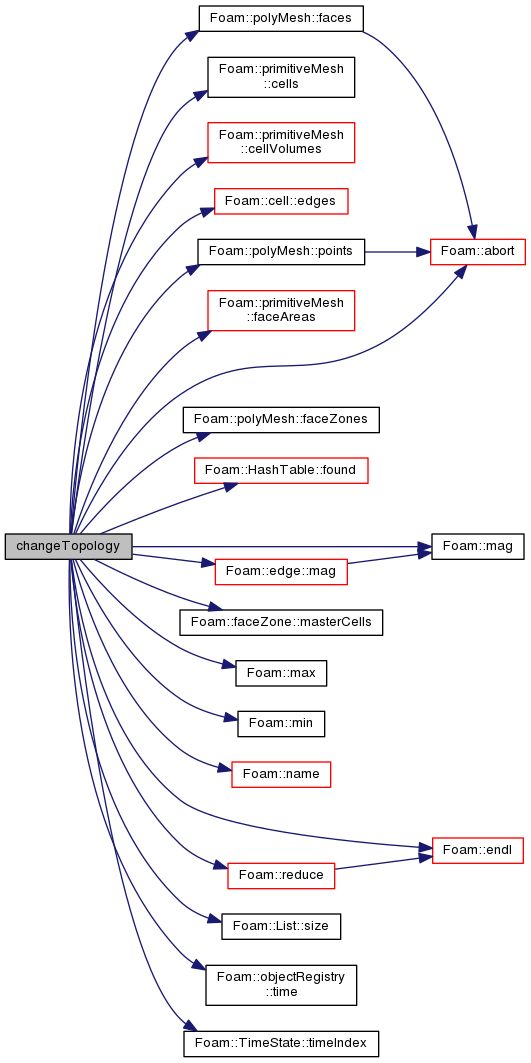 Foam::polyMesh::faces
Foam::primitiveMesh
::cells
Foam::primitiveMesh
::cellVolumes
Foam::cell::edges
Foam::polyMesh::points
Foam::abort
Foam::primitiveMesh
::faceAreas
Foam::polyMesh::faceZones
Foam::HashTable::found
changeTopology
Foam::mag
Foam::edge::mag
Foam::faceZone::masterCells
Foam::max
Foam::min
Foam::name
Foam::endl
Foam::reduce
Foam::List::size
Foam::objectRegistry
::time
Foam::TimeState::timeIndex